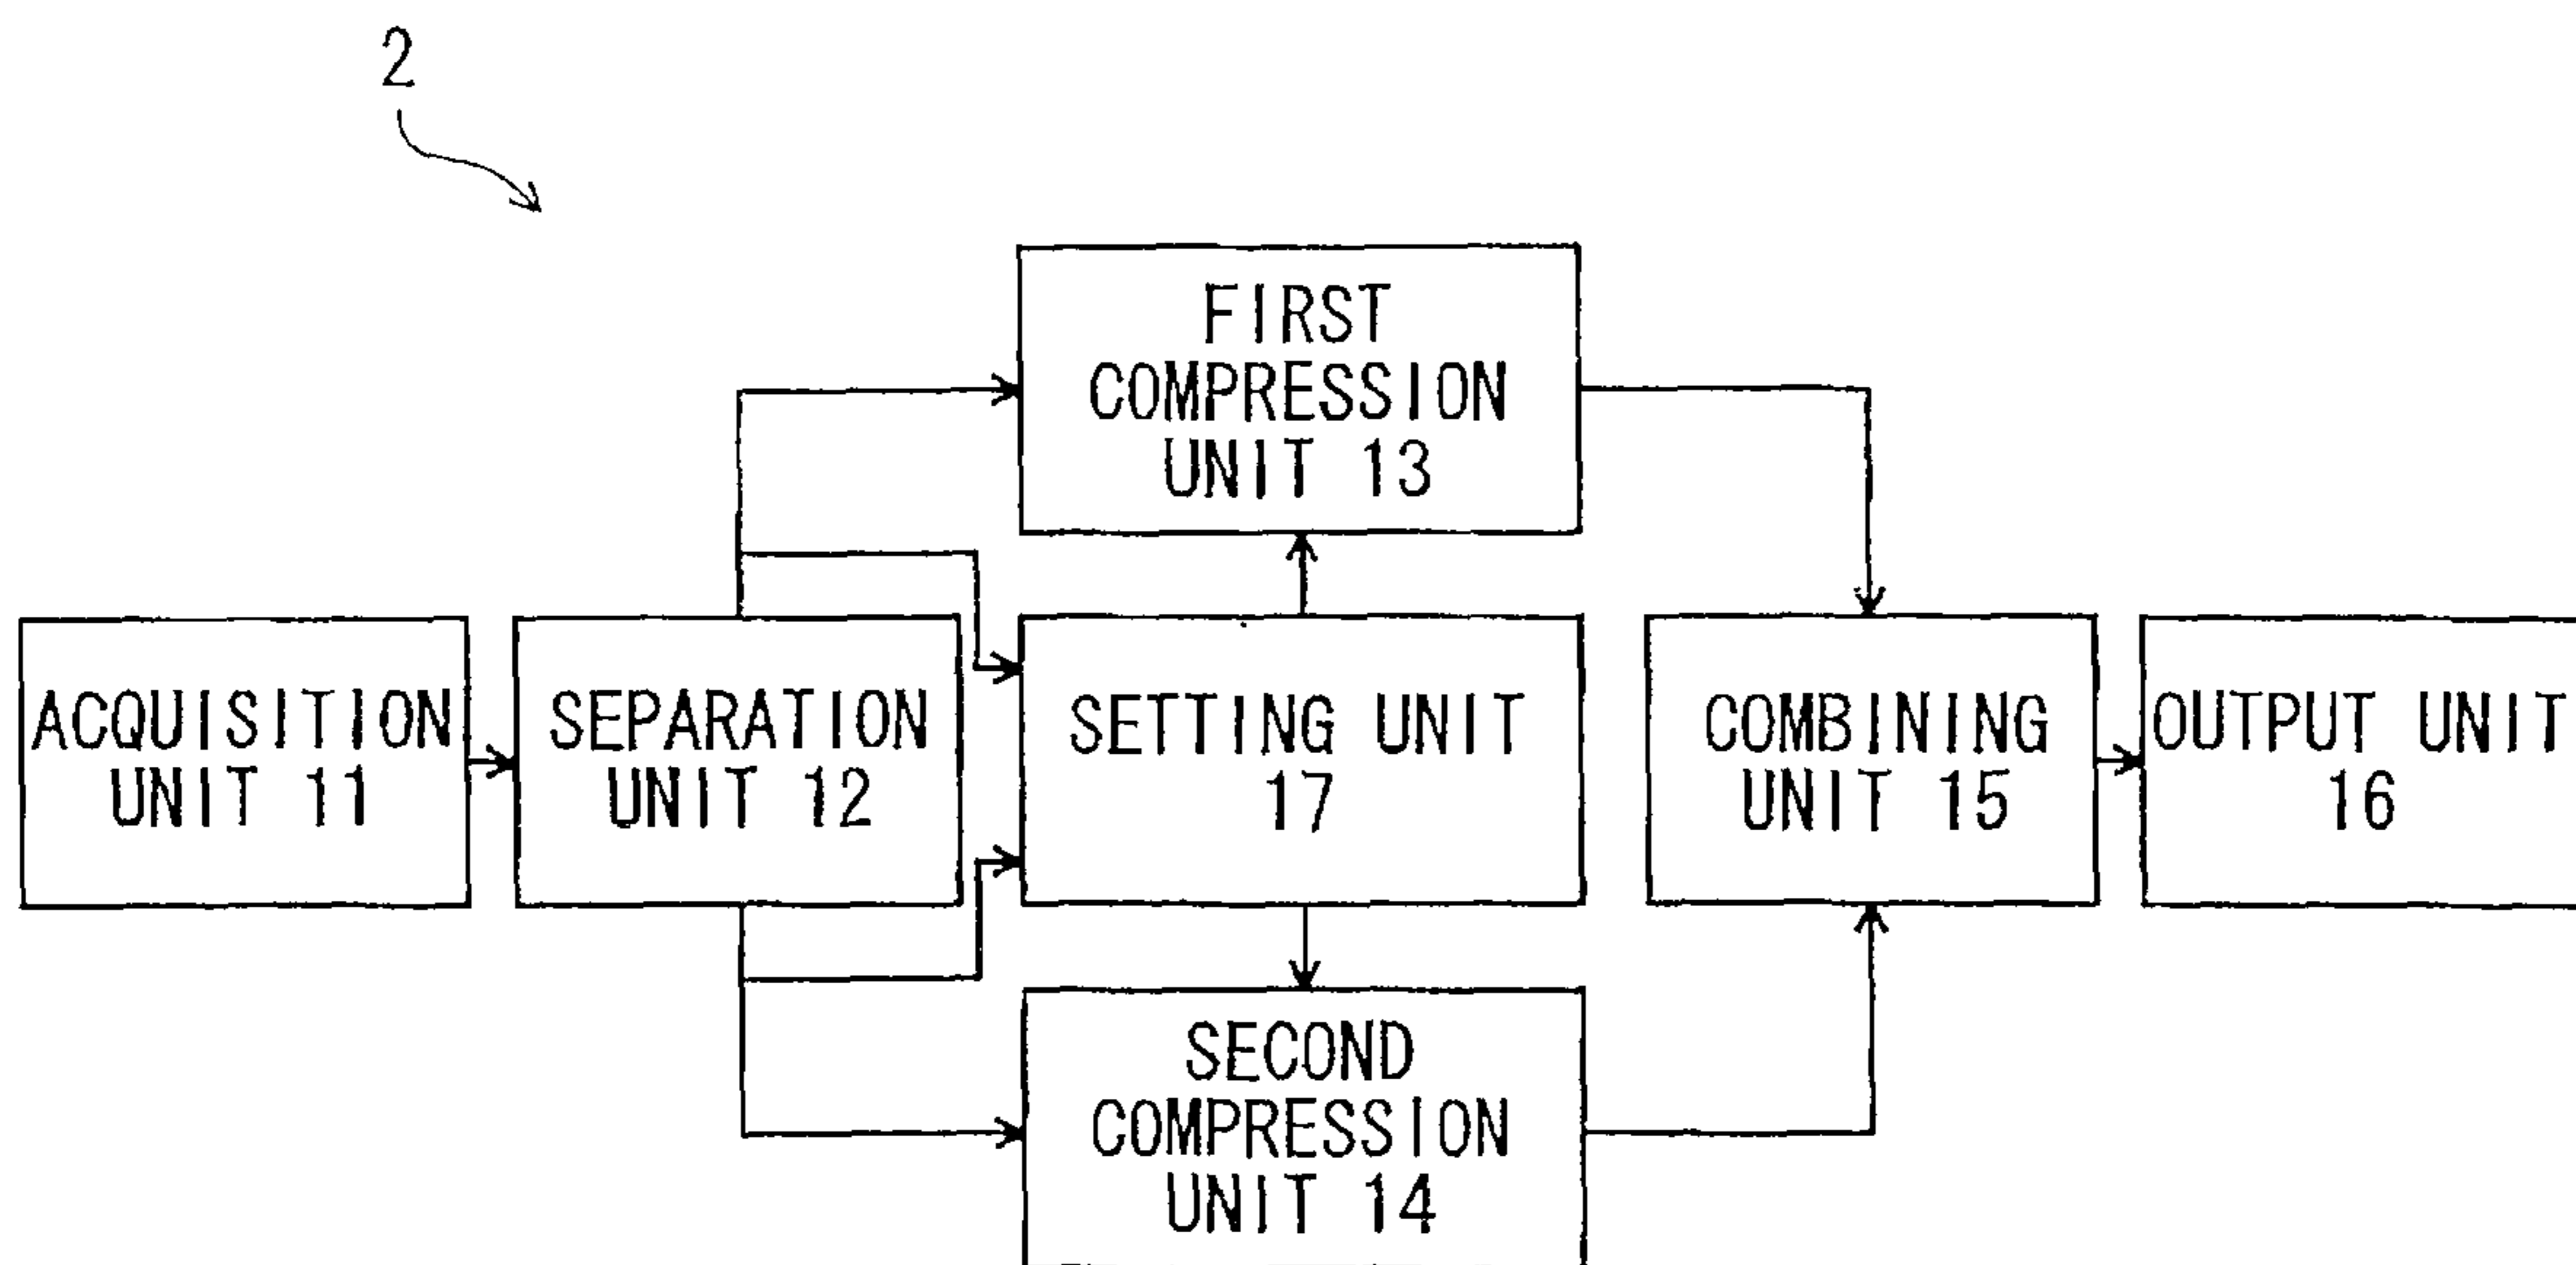 2
FIRST
COMPRESSION
UNIT 13
ACQUISITION
UNIT 11
SEPARATION
UNIT 12
SETTING UNIT
17
COMBINING
UNIT 15
OUTPUT UNIT
16
SECOND
COMPRESSION
UNIT 14